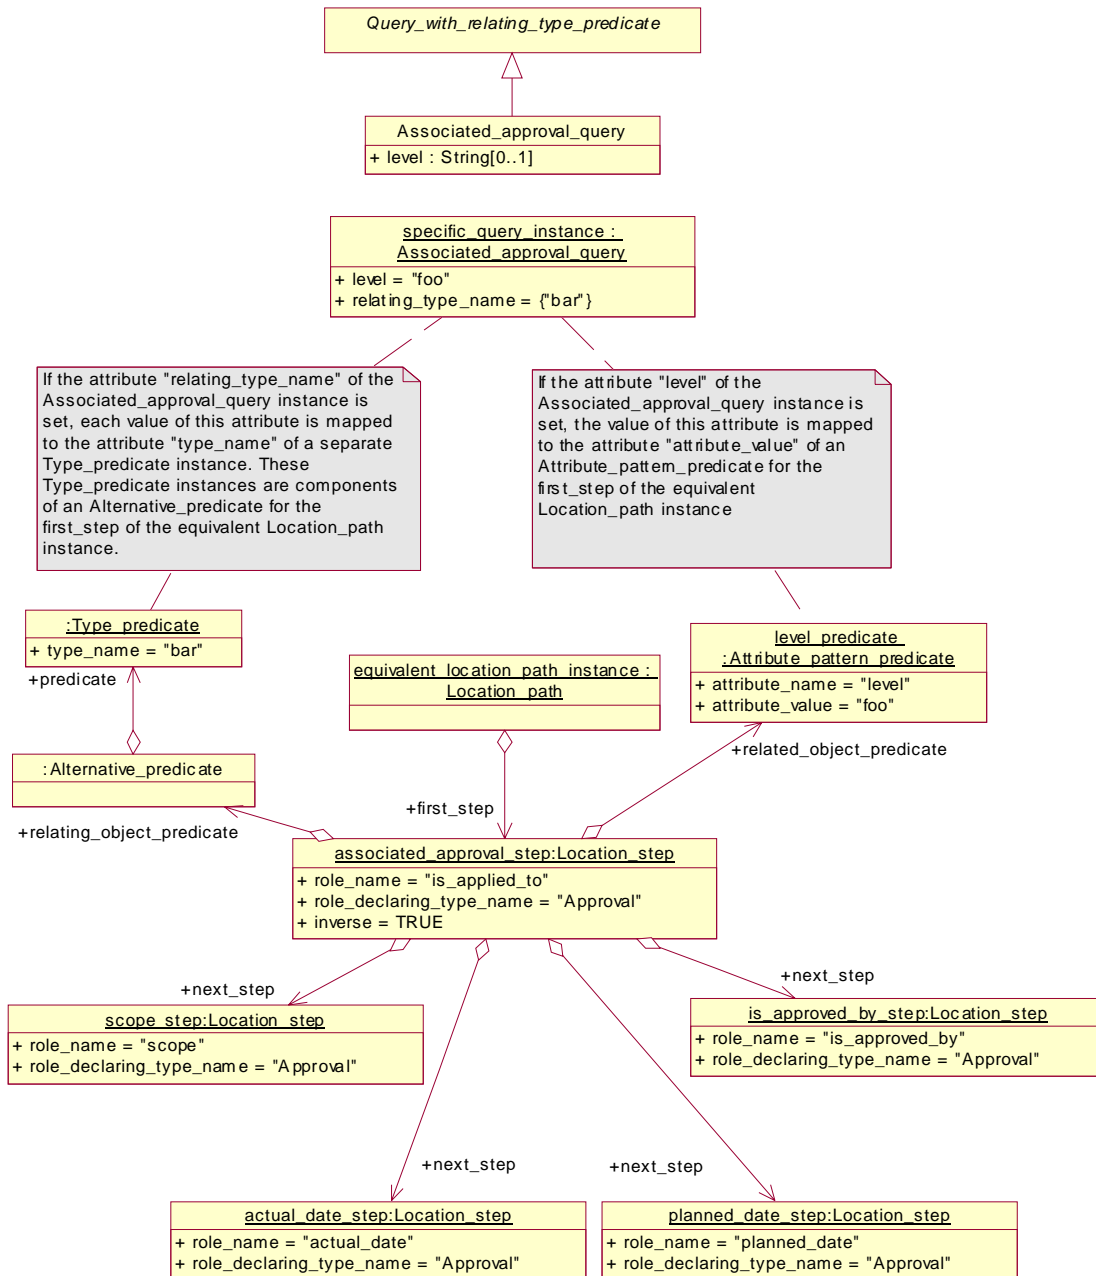 Query_with_relating_type_predicate
Associated_approval_query
+ level : String[0..1]
specific_query_instance :
Associated_approval_query
+ level = "foo"
+ relating_type_name = {"bar"}
If the attribute "relating_type_name" of the
Associated_approval_query instance is
set, each value of this attribute is mapped
to the attribute "type_name" of a separate
Type_predicate instance. These
Type_predicate instances are components
of an Alternative_predicate for the
first_step of the equivalent Location_path
instance.
If the attribute "level" of the
Associated_approval_query instance is
set, the value of this attribute is mapped
to the attribute "attribute_value" of an
Attribute_pattern_predicate for the
first_step of the equivalent
Location_path instance
:Type_predicate
+ type_name = "bar"
+predicate
equivalent_location_path_instance :
Location_path
level_predicate
:Attribute_pattern_predicate
+ attribute_name = "level"
+ attribute_value = "foo"
+related_object_predicate
:Alternative_predicate
+relating_object_predicate
+first_step
associated_approval_step:Location_step
+ role_name = "is_applied_to"
+ role_declaring_type_name = "Approval"
+ inverse = TRUE
+next_step
+next_step
scope_step:Location_step
+ role_name = "scope"
+ role_declaring_type_name = "Approval"
is_approved_by_step:Location_step
+ role_name = "is_approved_by"
+ role_declaring_type_name = "Approval"
+next_step
+next_step
actual_date_step:Location_step
+ role_name = "actual_date"
+ role_declaring_type_name = "Approval"
planned_date_step:Location_step
+ role_name = "planned_date"
+ role_declaring_type_name = "Approval"